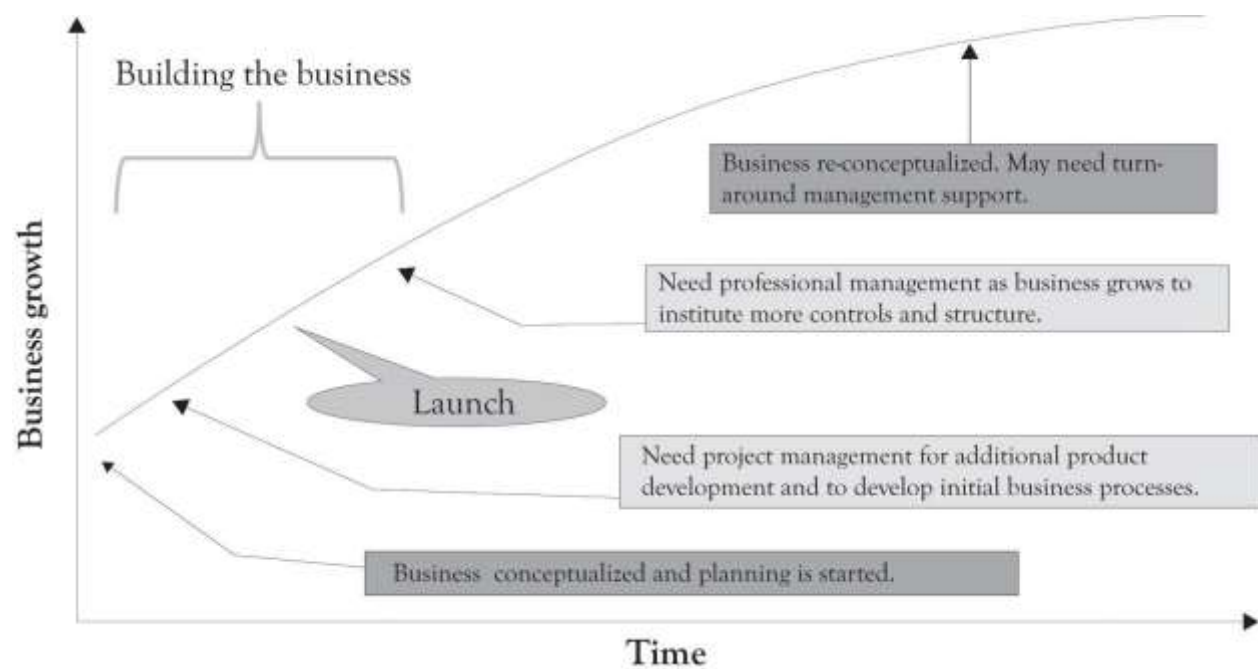 Building the business
Business re-conceptualized. May need turn-
around management support.
Need professional management as business grows to
institute more controls and structure.
Launch
Need project management for additional product
development and to develop initial business processes.
Business conceptualized and planning is started.
Business growth
Time